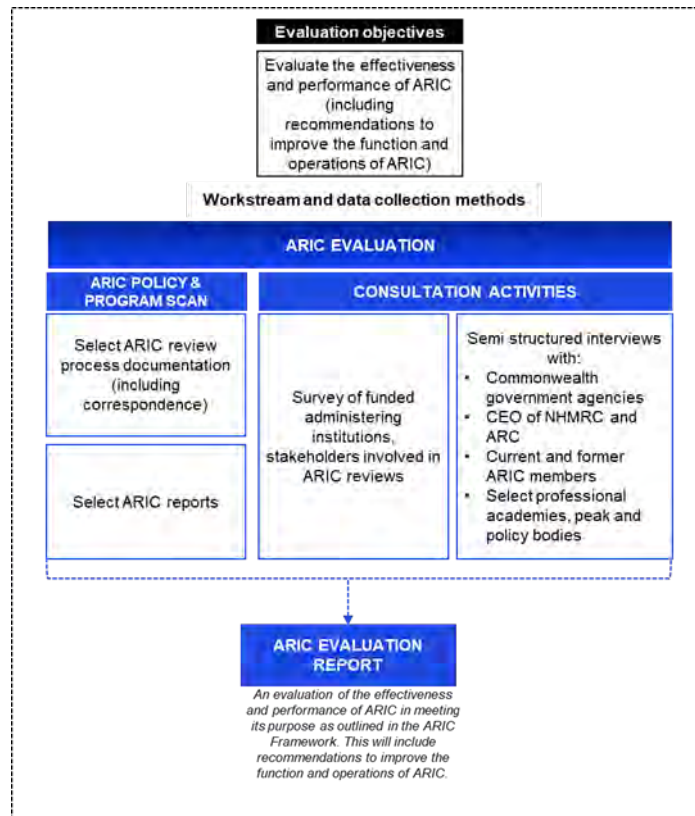 Evaluation objectives
Evaluate the effectiveness
and performance of ARIC
(including
recommendations to
improve the function and
operations of ARIC)
Workstream and data collection methods
ARIC EVALUATION
ARIC POLICY &
PROGRAM SCAN
CONSULTATION ACTIVITIES
Select ARIC review
process documentation
(including
correspondence)
Select ARIC reports
Survey of funded
administering
institutions,
stakeholders involved in
ARIC reviews
Semi structured interviews
with:
• Commonwealth
government agencies
• CEO of NHMRC and
ARC
• Current and former
ARIC members
• Select professional
academies, peak and
policy bodies
ARIC EVALUATION
REPORT
An evaluation of the effectiveness
and performance of ARIC in meeting
its purpose as outlined in the ARIC
Framework. This will include
recommendations to improve the
function and operations of ARIC.